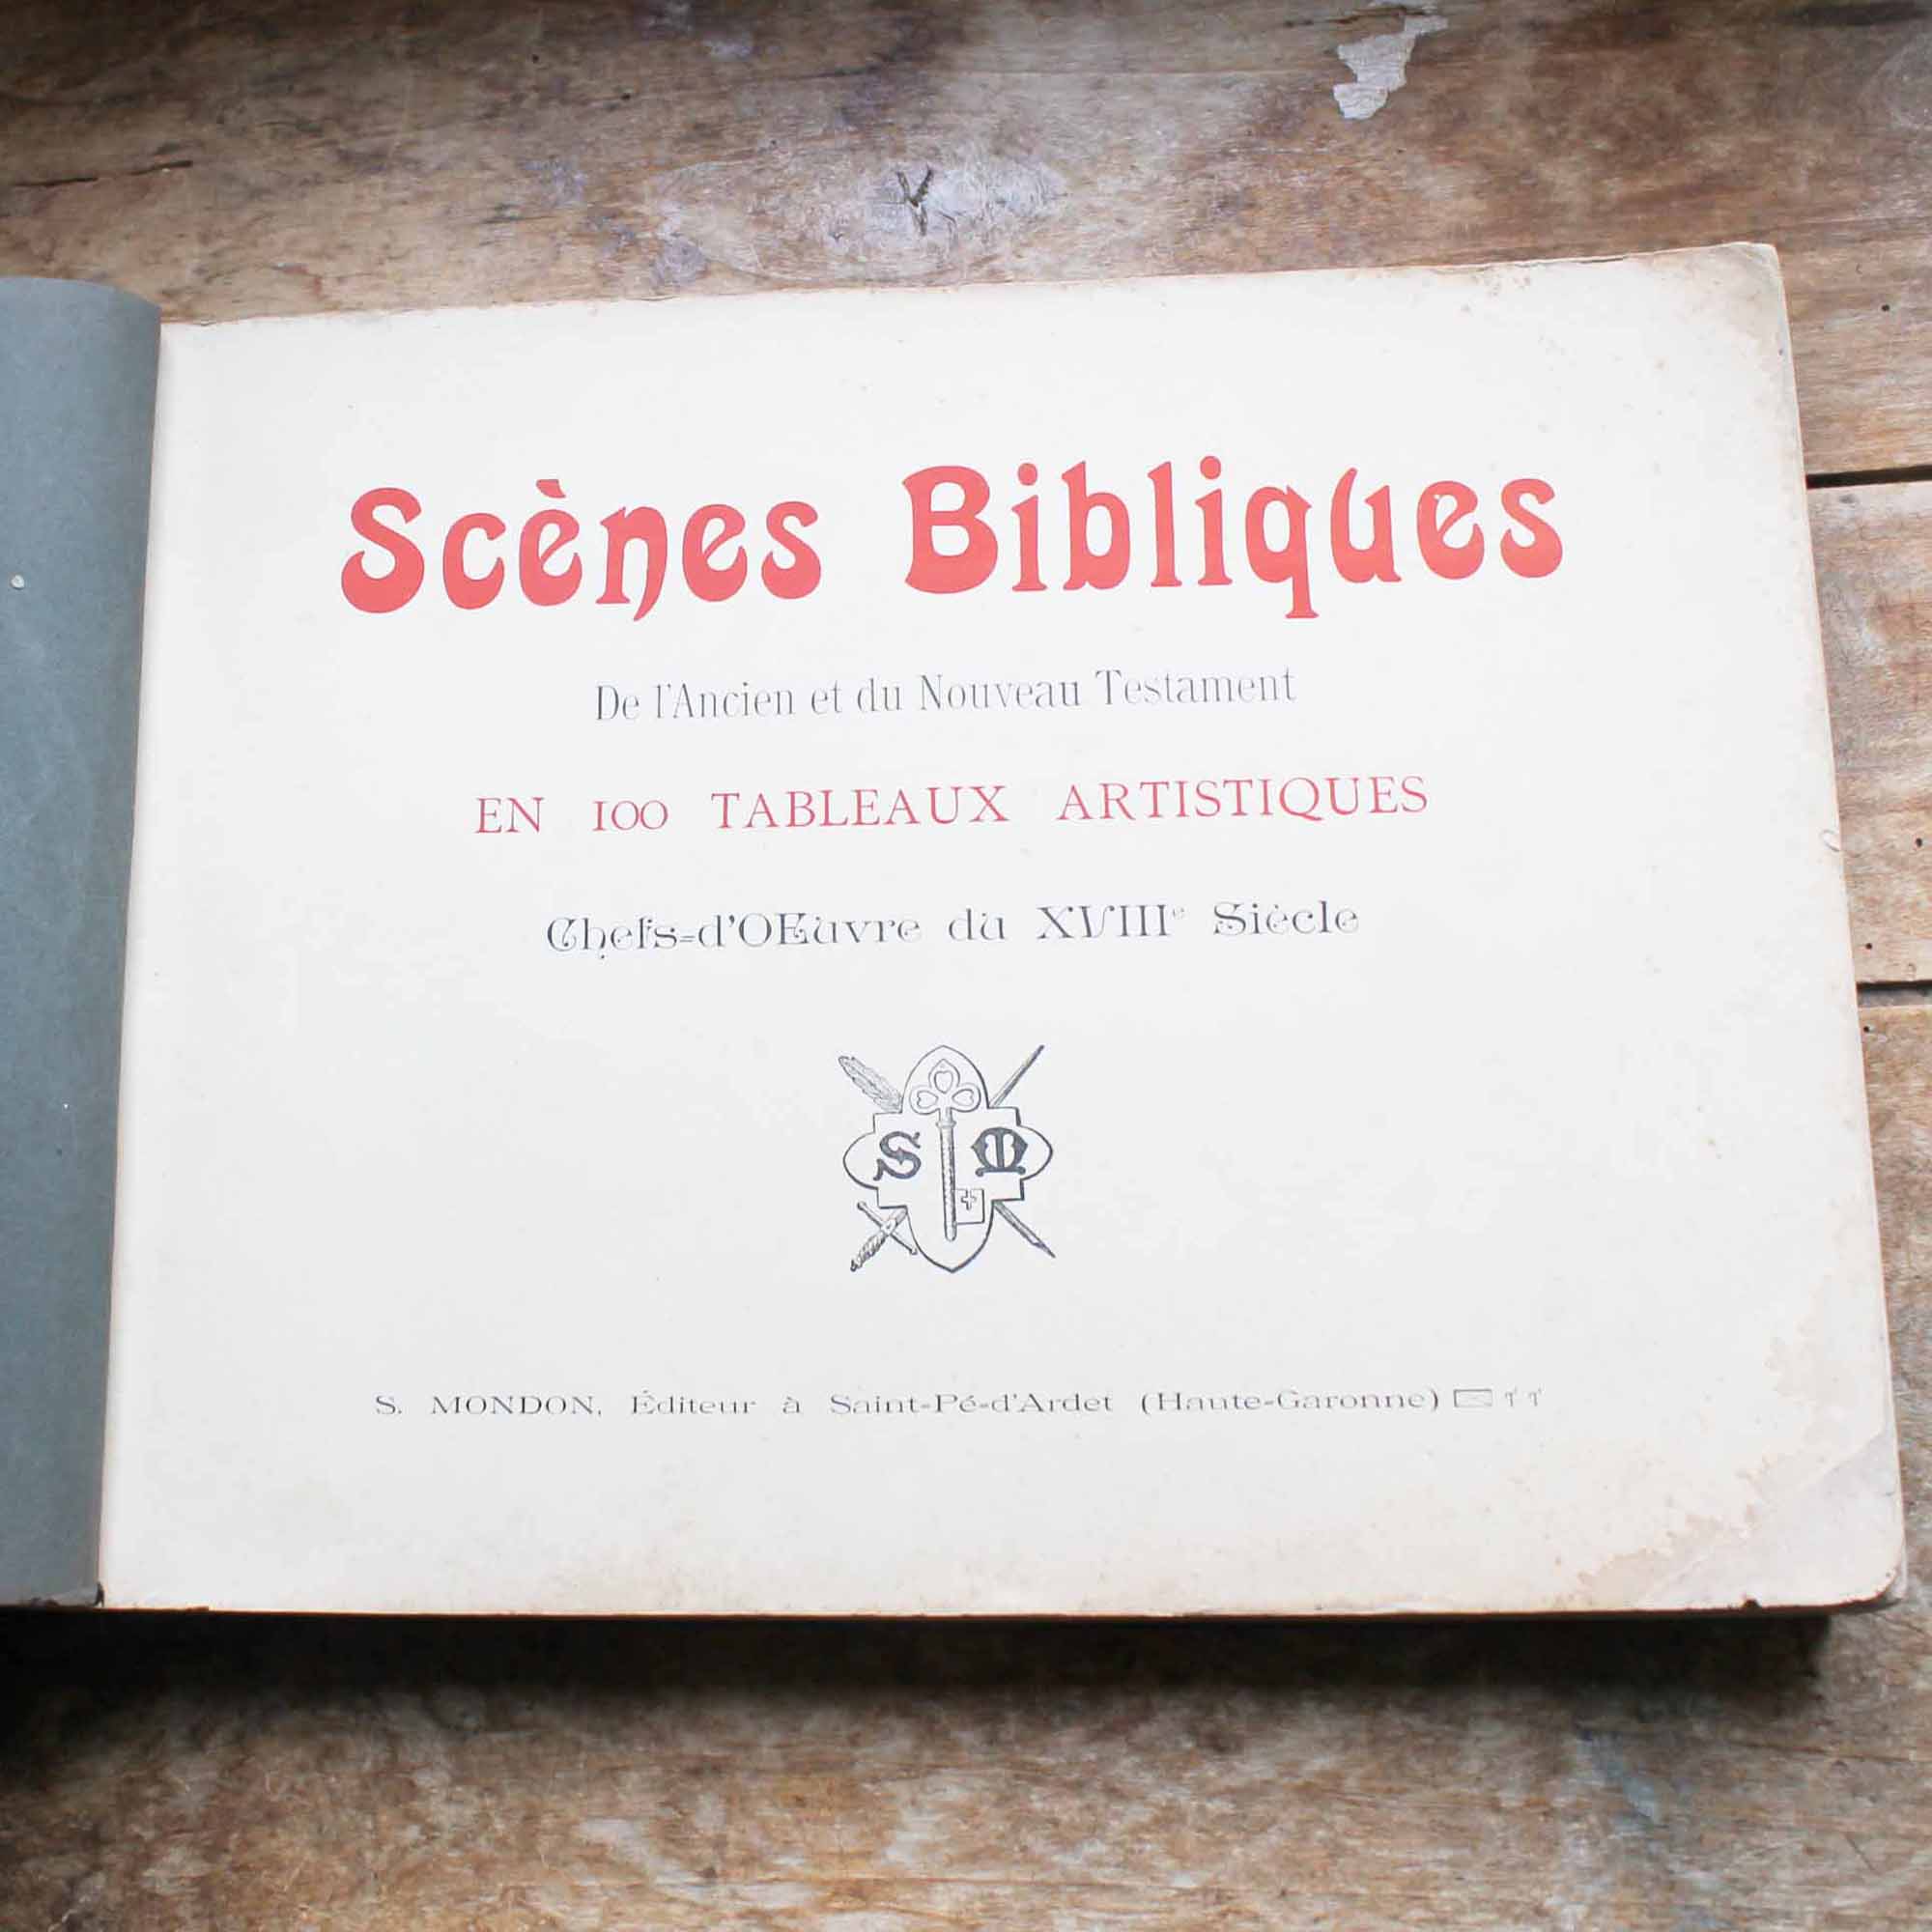 Scènes Bibliques
De l'Ancien et du Nouveau Testament
EN 100 TABLEAUX ARTISTIQUES
Chefs-d'OEuvre du XVIIIe Siècle
S M
S. MONDON, Éditeur à Saint-Pé-d'Ardet (Haute-Garonne)